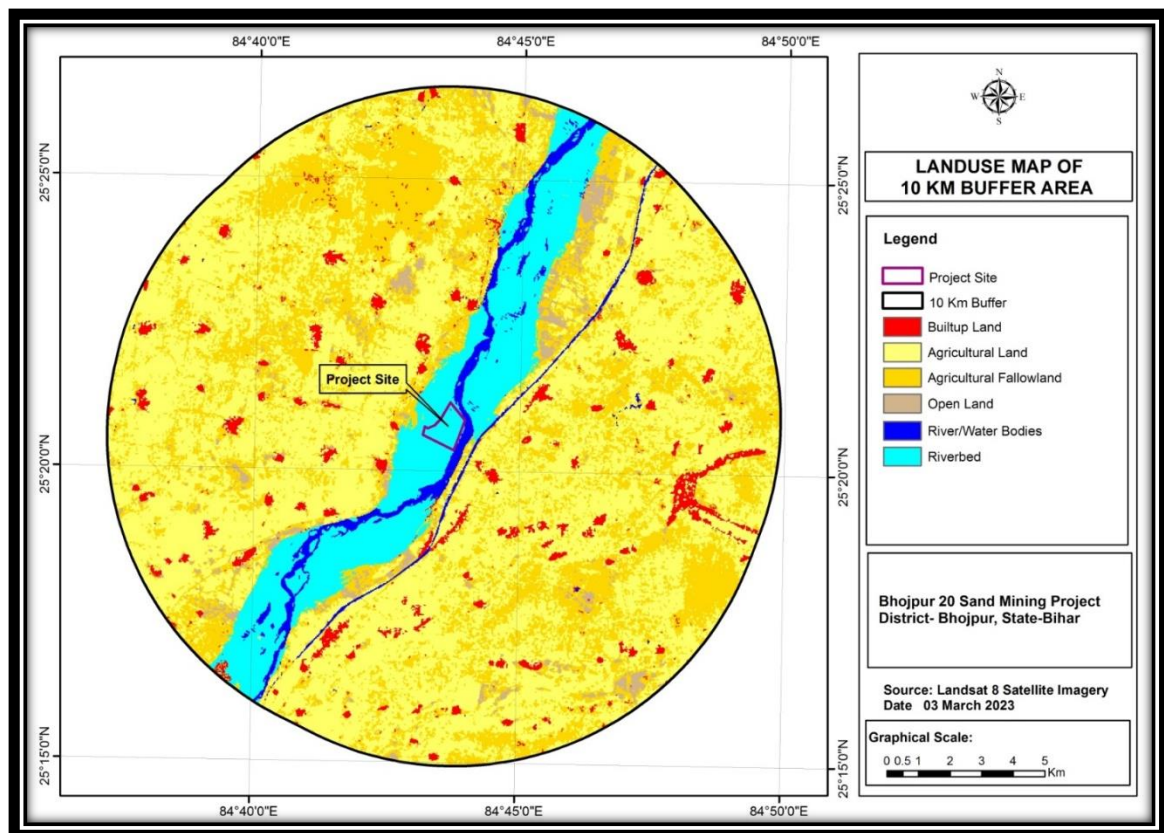 84°40'0"E 84°45'0"E 84°50'0"E
25°25'0"N
25°20'0"N
25°15'0"N
Project Site
25°25'0"N
25°20'0"N
25°15'0"N
84°40'0"E 84°45'0"E 84°50'0"E
N
W E
S
LANDUSE MAP OF
10 KM BUFFER AREA
Legend
Project Site
10 Km Buffer
Builtup Land
Agricultural Land
Agricultural Fallowland
Open Land
River/Water Bodies
Riverbed
Bhojpur 20 Sand Mining Project
District- Bhojpur, State-Bihar
Source: Landsat 8 Satellite Imagery
Date 03 March 2023
Graphical Scale:
0 0.5 1 2 3 4 5
Km